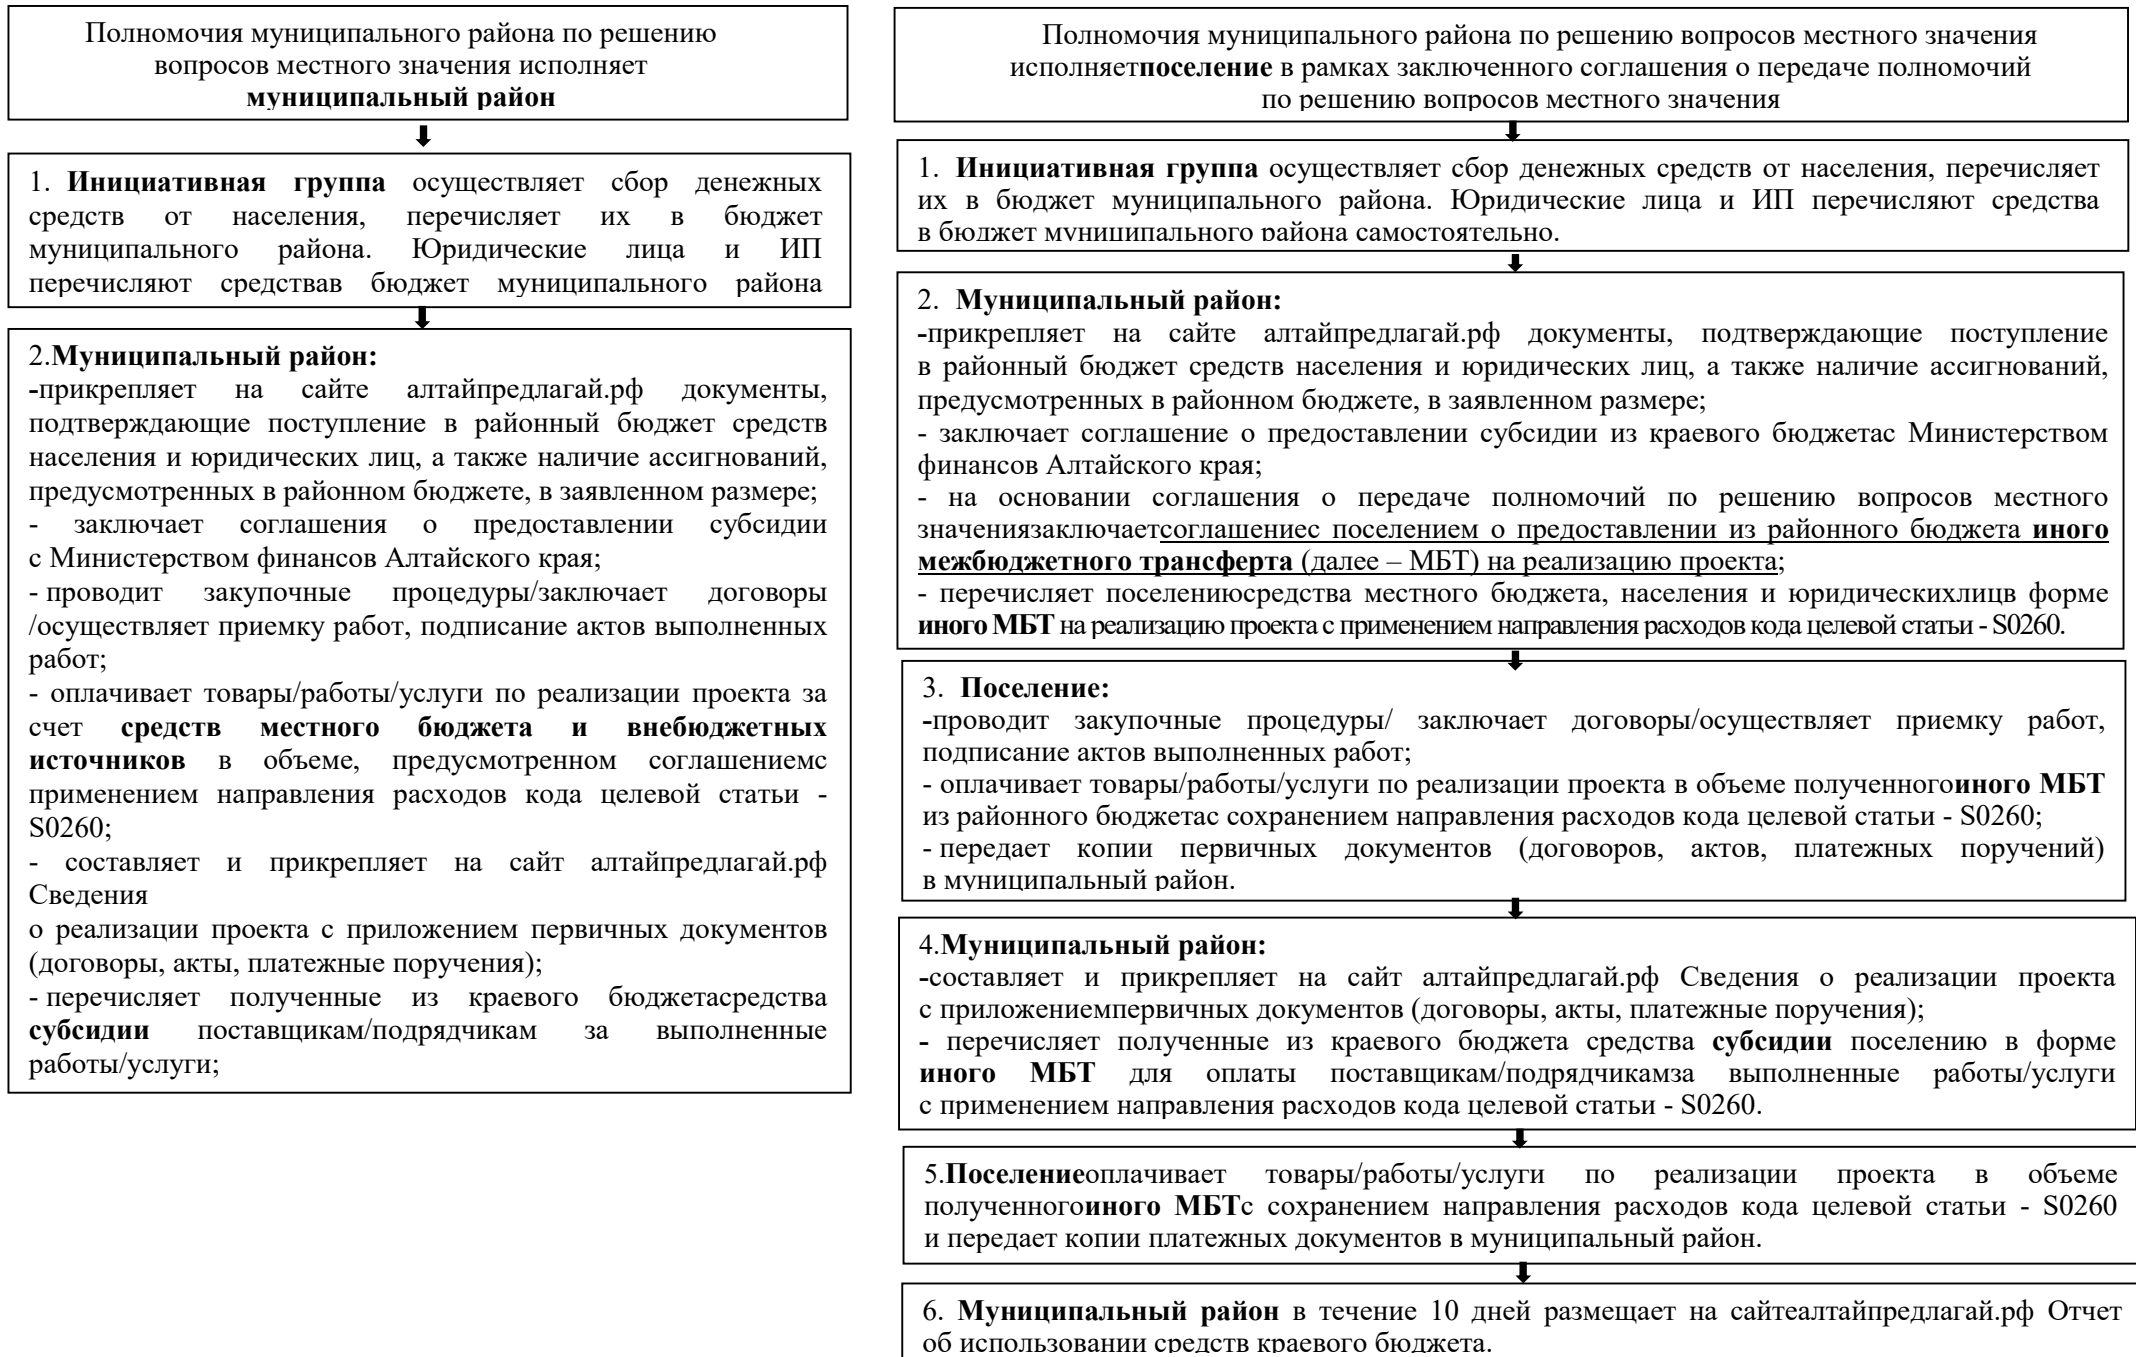 Полномочия муниципального района по решению
вопросов местного значения исполняет
муниципальный район
1. Инициативная группа осуществляет сбор денежных
средств от населения, перечисляет их в бюджет
муниципального района. Юридические лица и ИП
перечисляют средствав бюджет муниципального района
2.Муниципальный район:
-прикрепляет на сайте алтайпредлагай.рф документы,
подтверждающие поступление в районный бюджет средств
населения и юридических лиц, а также наличие ассигнований,
предусмотренных в районном бюджете, в заявленном размере;
- заключает соглашения о предоставлении субсидии
с Министерством финансов Алтайского края;
- проводит закупочные процедуры/заключает договоры
/осуществляет приемку работ, подписание актов выполненных
работ;
- оплачивает товары/работы/услуги по реализации проекта за
счет средств местного бюджета и внебюджетных
источников в объеме, предусмотренном соглашениемс
применением направления расходов кода целевой статьи -
S0260;
- составляет и прикрепляет на сайт алтайпредлагай.рф
Сведения
о реализации проекта с приложением первичных документов
(договоры, акты, платежные поручения);
- перечисляет полученные из краевого бюджетасредства
субсидии поставщикам/подрядчикам за выполненные
работы/услуги;
Полномочия муниципального района по решению вопросов местного значения
исполняетпоселение в рамках заключенного соглашения о передаче полномочий
по решению вопросов местного значения
1. Инициативная группа осуществляет сбор денежных средств от населения, перечисляет
их в бюджет муниципального района. Юридические лица и ИП перечисляют средства
в бюджет муниципального района самостоятельно.
2. Муниципальный район:
-прикрепляет на сайте алтайпредлагай.рф документы, подтверждающие поступление
в районный бюджет средств населения и юридических лиц, а также наличие ассигнований,
предусмотренных в районном бюджете, в заявленном размере;
- заключает соглашение о предоставлении субсидии из краевого бюджетас Министерством
финансов Алтайского края;
- на основании соглашения о передаче полномочий по решению вопросов местного
значениязаключаетсоглашениес поселением о предоставлении из районного бюджета иного
межбюджетного трансферта (далее – МБТ) на реализацию проекта;
- перечисляет поселениюсредства местного бюджета, населения и юридическихлицв форме
иного МБТ на реализацию проекта с применением направления расходов кода целевой статьи - S0260.
3. Поселение:
-проводит закупочные процедуры/ заключает договоры/осуществляет приемку работ,
подписание актов выполненных работ;
- оплачивает товары/работы/услуги по реализации проекта в объеме полученногоиного МБТ
из районного бюджетас сохранением направления расходов кода целевой статьи - S0260;
- передает копии первичных документов (договоров, актов, платежных поручений)
в муниципальный район.
4.Муниципальный район:
-составляет и прикрепляет на сайт алтайпредлагай.рф Сведения о реализации проекта
с приложениемпервичных документов (договоры, акты, платежные поручения);
- перечисляет полученные из краевого бюджета средства субсидии поселению в форме
иного МБТ для оплаты поставщикам/подрядчикамза выполненные работы/услуги
с применением направления расходов кода целевой статьи - S0260.
5.Поселениеоплачивает товары/работы/услуги по реализации проекта в объеме
полученногоиного МБТс сохранением направления расходов кода целевой статьи - S0260
и передает копии платежных документов в муниципальный район.
6. Муниципальный район в течение 10 дней размещает на сайтеалтайпредлагай.рф Отчет
об использовании средств краевого бюджета.